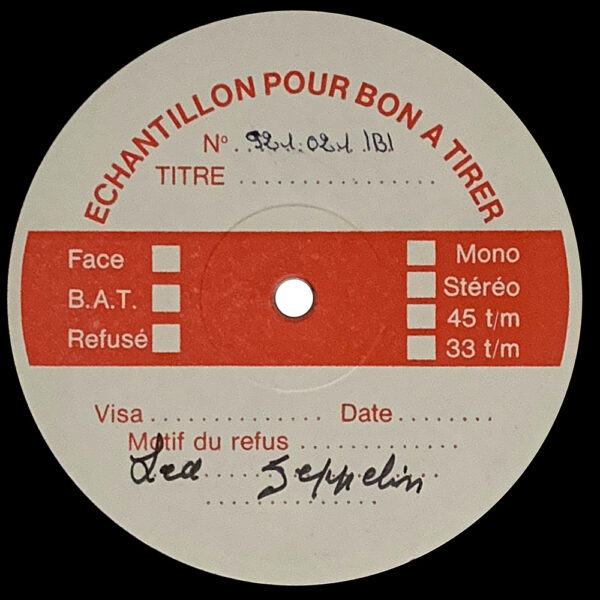 ECHANTILLON POUR BON A TIRER
N° 921.021 |B|
TITRE ..................
Face
B.A.T.
Refusé
Mono
Stéréo
45 t/m
33 t/m
Visa ............... Date ........
Motif du refus ..............
Led Zeppelin